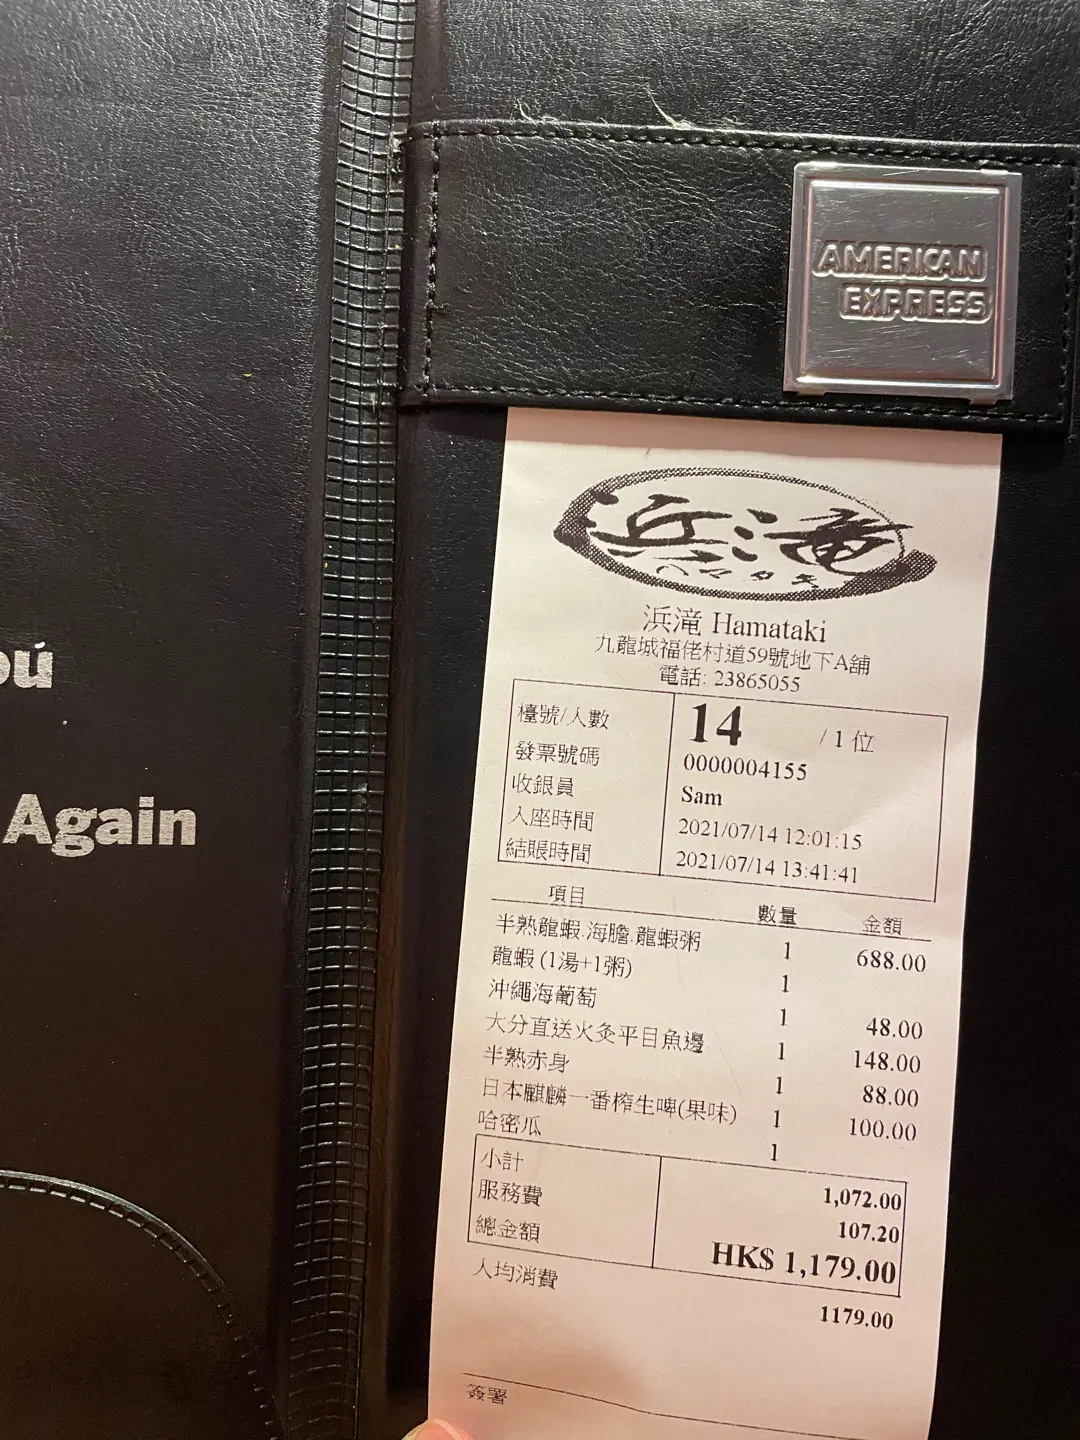 AMERICAN
EXPRESS
ou
Again
浜滝
ハマタキ
浜滝 Hamataki
九龍城福佬村道59號地下A舖
電話: 23865055
檯號/人數 14 / 1 位
發票號碼 0000004155
收銀員 Sam
入座時間 2021/07/14 12:01:15
結賬時間 2021/07/14 13:41:41
項目 數量 金額
半熟龍蝦.海膽.龍蝦粥 1 688.00
龍蝦 (1湯+1粥) 1
沖繩海葡萄 1 48.00
大分直送火灸平目魚邊 1 148.00
半熟赤身 1 88.00
日本麒麟一番榨生啤(果味) 1 100.00
哈密瓜 1
小計 1,072.00
服務費 107.20
總金額 HK$ 1,179.00
人均消費 1179.00
簽署